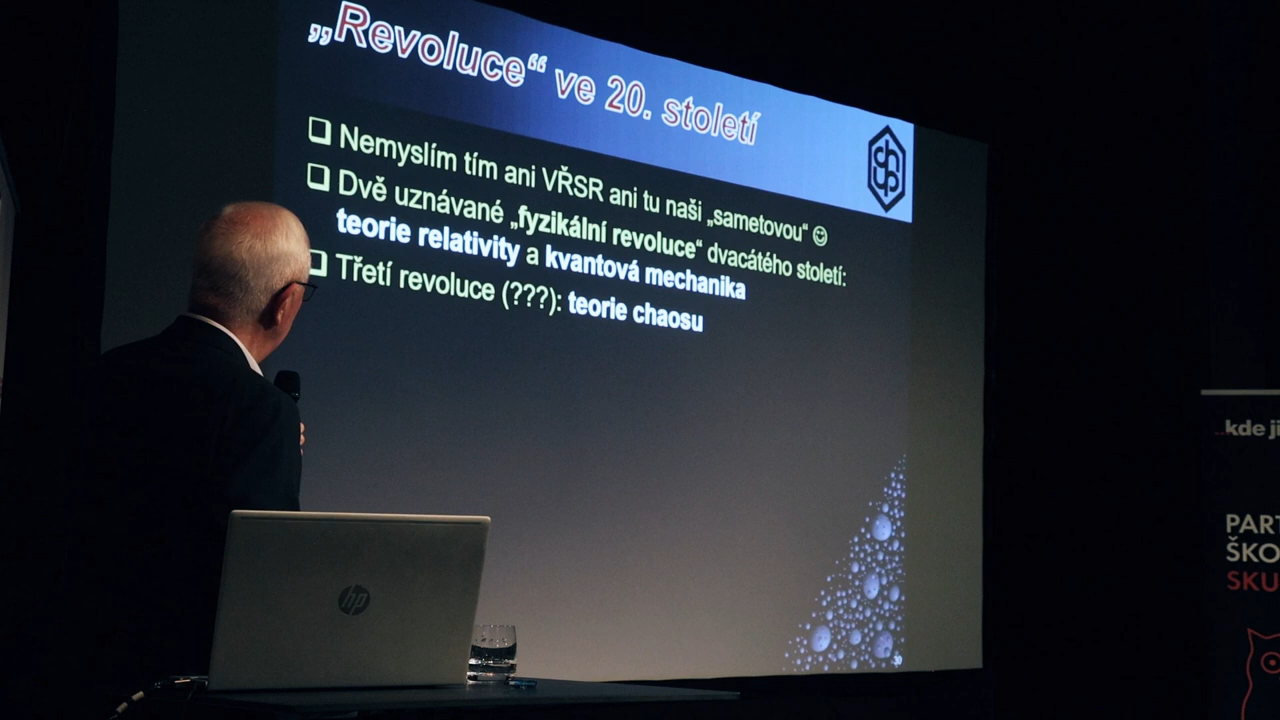 „Revoluce“ ve 20. století
Nemyslím tím ani VŘSR ani tu naši „sametovou“ ☺
Dvě uznávané „fyzikální revoluce“ dvacátého století:
teorie relativity a kvantová mechanika
Třetí revoluce (???): teorie chaosu
hp
...kde ji
PART
ŠKO
SKU